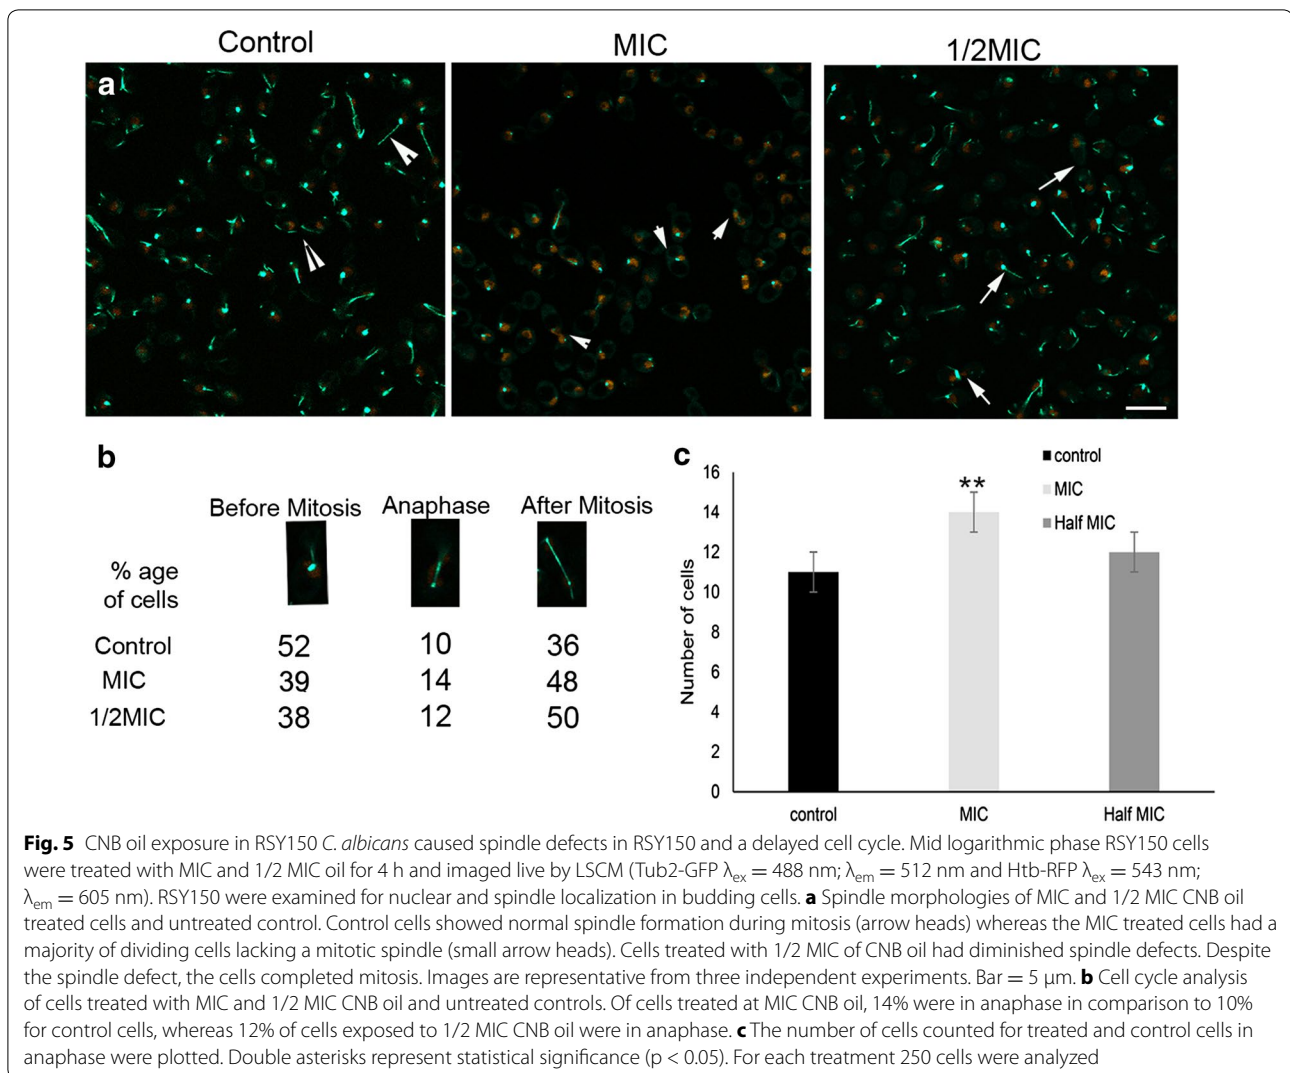 Control
MIC
1/2MIC
a
b
Before Mitosis
Anaphase
After Mitosis
% age
of cells
Control 52 10 36
MIC 39 14 48
1/2MIC 38 12 50
c
control
MIC
Half MIC
**
Number of cells
16
14
12
10
8
6
4
2
0
control
MIC
Half MIC
Fig. 5 CNB oil exposure in RSY150 C. albicans caused spindle defects in RSY150 and a delayed cell cycle. Mid logarithmic phase RSY150 cells
were treated with MIC and 1/2 MIC oil for 4 h and imaged live by LSCM (Tub2-GFP λex = 488 nm; λem = 512 nm and Htb-RFP λex = 543 nm;
λem = 605 nm). RSY150 were examined for nuclear and spindle localization in budding cells. a Spindle morphologies of MIC and 1/2 MIC CNB oil
treated cells and untreated control. Control cells showed normal spindle formation during mitosis (arrow heads) whereas the MIC treated cells had a
majority of dividing cells lacking a mitotic spindle (small arrow heads). Cells treated with 1/2 MIC of CNB oil had diminished spindle defects. Despite
the spindle defect, the cells completed mitosis. Images are representative from three independent experiments. Bar = 5 μm. b Cell cycle analysis
of cells treated with MIC and 1/2 MIC CNB oil and untreated controls. Of cells treated at MIC CNB oil, 14% were in anaphase in comparison to 10%
for control cells, whereas 12% of cells exposed to 1/2 MIC CNB oil were in anaphase. c The number of cells counted for treated and control cells in
anaphase were plotted. Double asterisks represent statistical significance (p < 0.05). For each treatment 250 cells were analyzed